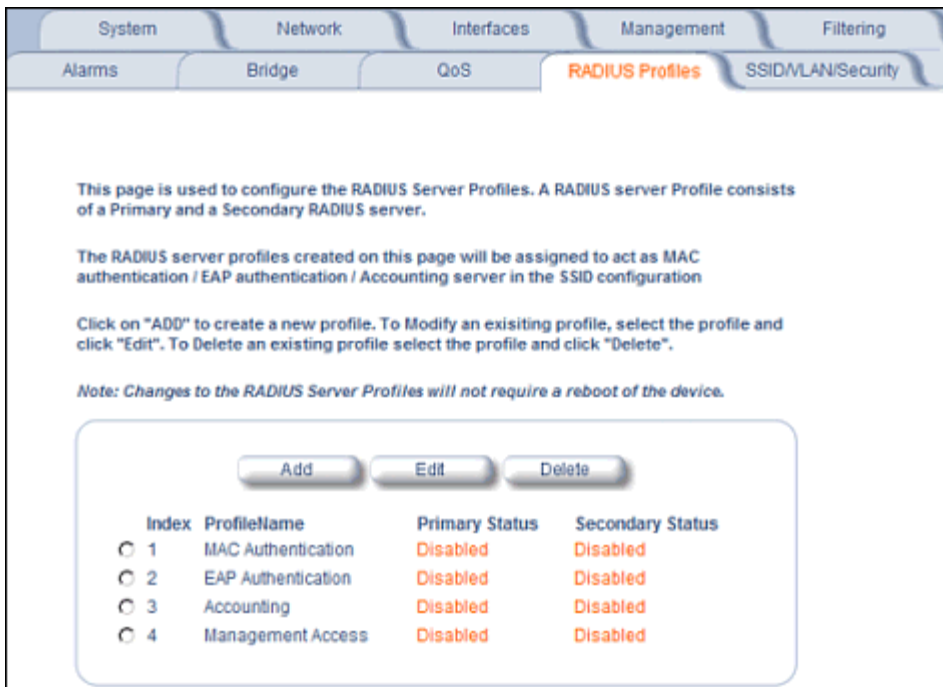 System Network Interfaces Management Filtering
Alarms Bridge QoS RADIUS Profiles SSID/VLAN/Security
This page is used to configure the RADIUS Server Profiles. A RADIUS server Profile consists
of a Primary and a Secondary RADIUS server.
The RADIUS server profiles created on this page will be assigned to act as MAC
authentication / EAP authentication / Accounting server in the SSID configuration
Click on "ADD" to create a new profile. To Modify an exisiting profile, select the profile and
click "Edit". To Delete an existing profile select the profile and click "Delete".
Note: Changes to the RADIUS Server Profiles will not require a reboot of the device.
Add Edit Delete
Index ProfileName Primary Status Secondary Status
1 MAC Authentication Disabled Disabled
2 EAP Authentication Disabled Disabled
3 Accounting Disabled Disabled
4 Management Access Disabled Disabled